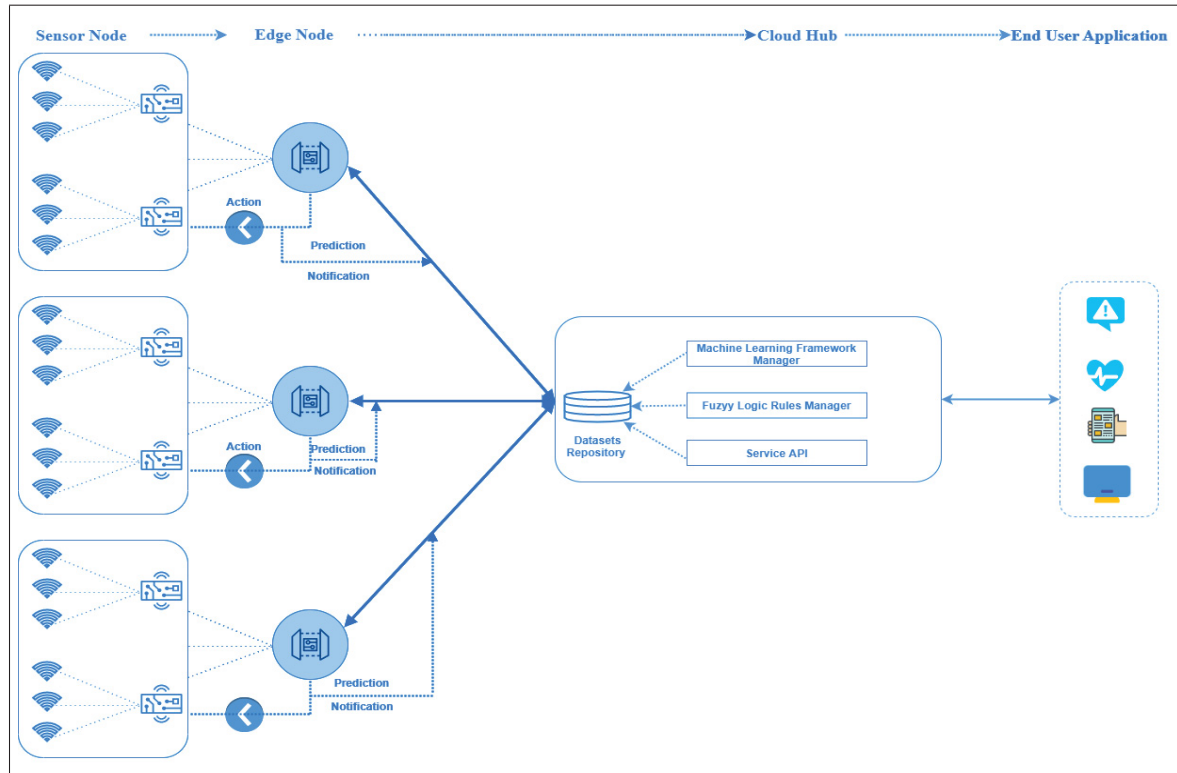 Sensor Node
Edge Node
Cloud Hub
End User Application
Action
Prediction
Notification
Action
Prediction
Notification
Machine Learning Framework
Manager
Fuzyy Logic Rules Manager
Service API
Datasets
Repository
Prediction
Notification